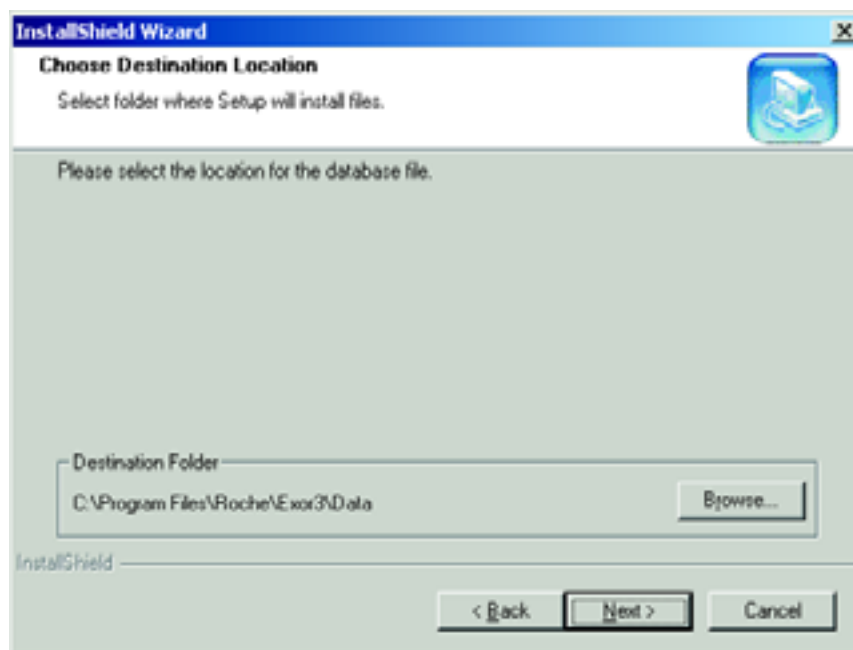 InstallShield Wizard
Choose Destination Location
Select folder where Setup will install files.
Please select the location for the database file.
Destination Folder
C:\Program Files\Roche\Exor3\Data
Browse...
InstallShield
< Back
Next >
Cancel